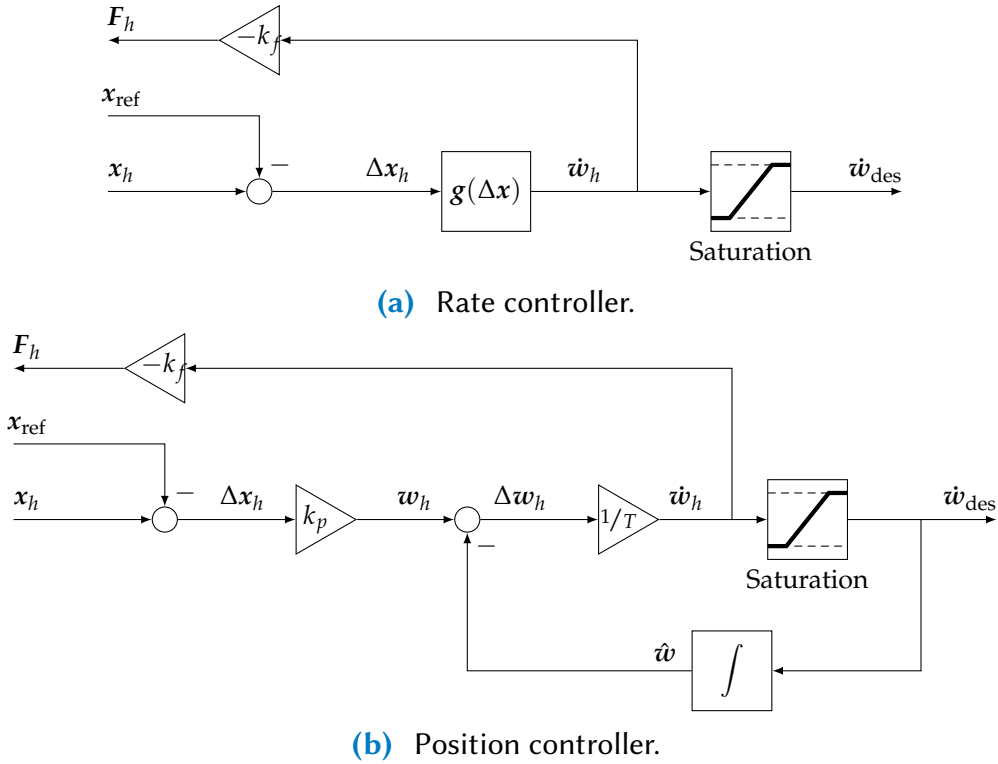 F_h
−k_f
x_ref
−
x_h
Δx_h
g(Δx)
ẇ_h
ẇ_des
Saturation
(a) Rate controller.
F_h
−k_f
x_ref
−
x_h
Δx_h
k_p
w_h
Δw_h
1/T
ẇ_h
ẇ_des
−
Saturation
ŵ
∫
(b) Position controller.